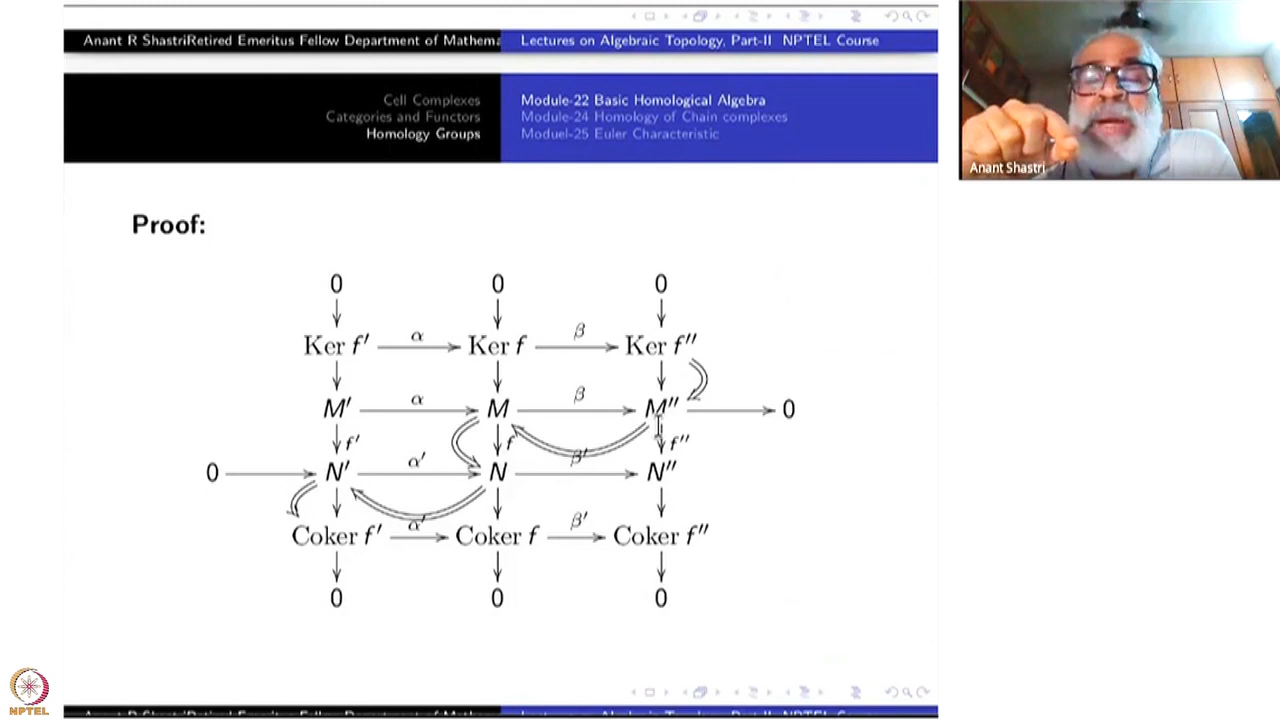 Anant R ShastriRetired Emeritus Fellow Department of Mathema Lectures on Algebraic Topology, Part-II NPTEL Course
Cell Complexes
Categories and Functors
Homology Groups
Module-22 Basic Homological Algebra
Module-24 Homology of Chain complexes
Moduel-25 Euler Characteristic
Anant Shastri
Proof:
0 0 0
Ker f′ α Ker f β Ker f″
M′ α M β M″ 0
f′ f f″
0 N′ α′ N β′ N″
Coker f′ α′ Coker f β′ Coker f″
0 0 0
NPTEL